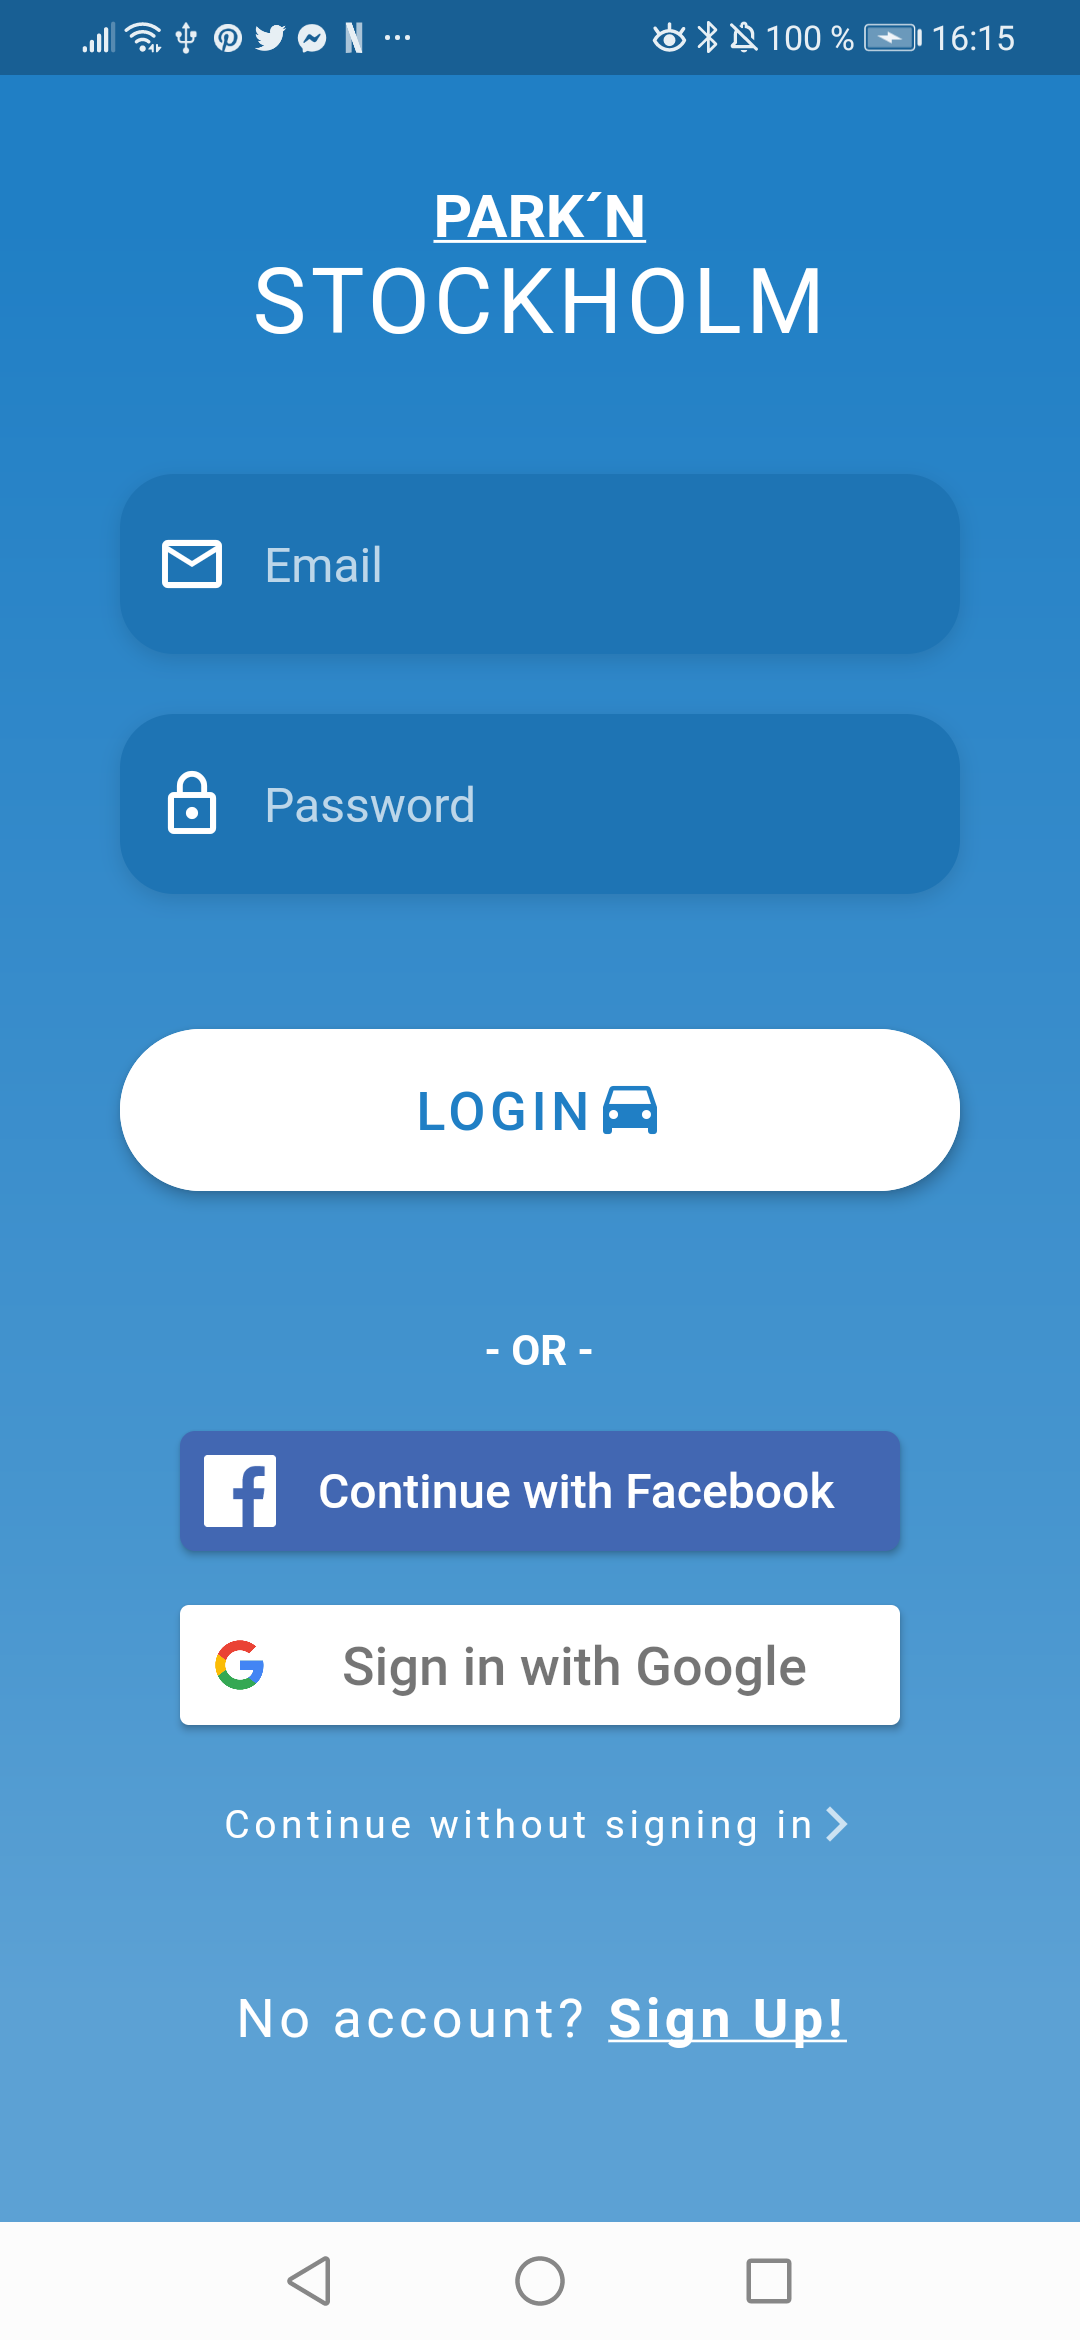 100 % 16:15
PARK´N
STOCKHOLM
Email
Password
LOGIN
- OR -
Continue with Facebook
Sign in with Google
Continue without signing in
No account? Sign Up!